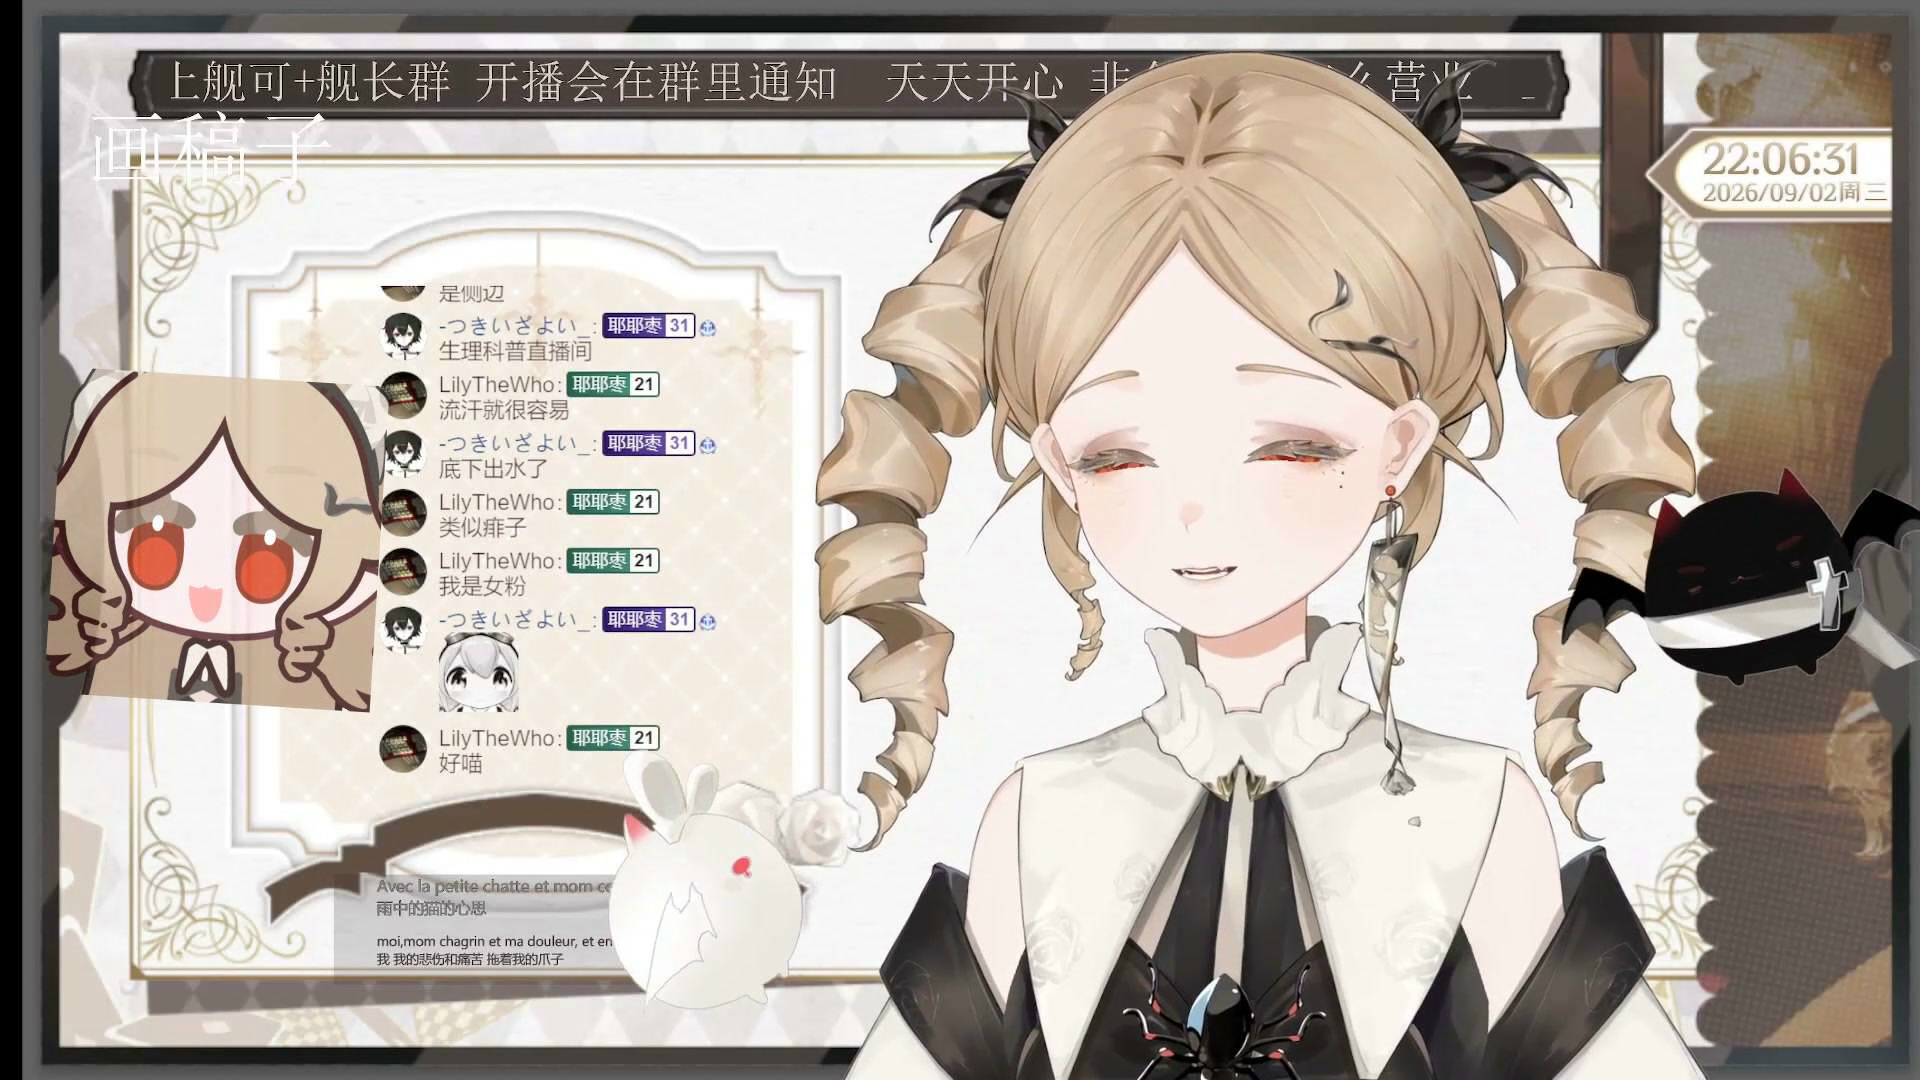 上舰可+舰长群 开播会在群里通知 天天开心 非
么营业
画稿子
22:06:31
2026/09/02周三
是侧边
-つきいざよい_: 耶耶枣 31
生理科普直播间
LilyTheWho: 耶耶枣 21
流汗就很容易
-つきいざよい_: 耶耶枣 31
底下出水了
LilyTheWho: 耶耶枣 21
类似痱子
LilyTheWho: 耶耶枣 21
我是女粉
-つきいざよい_: 耶耶枣 31
LilyTheWho: 耶耶枣 21
好喵
Avec la petite chatte et mom
雨中的猫的心思
moi,mom chagrin et ma douleur, et
我 我的悲伤和痛苦 拖着我的爪子